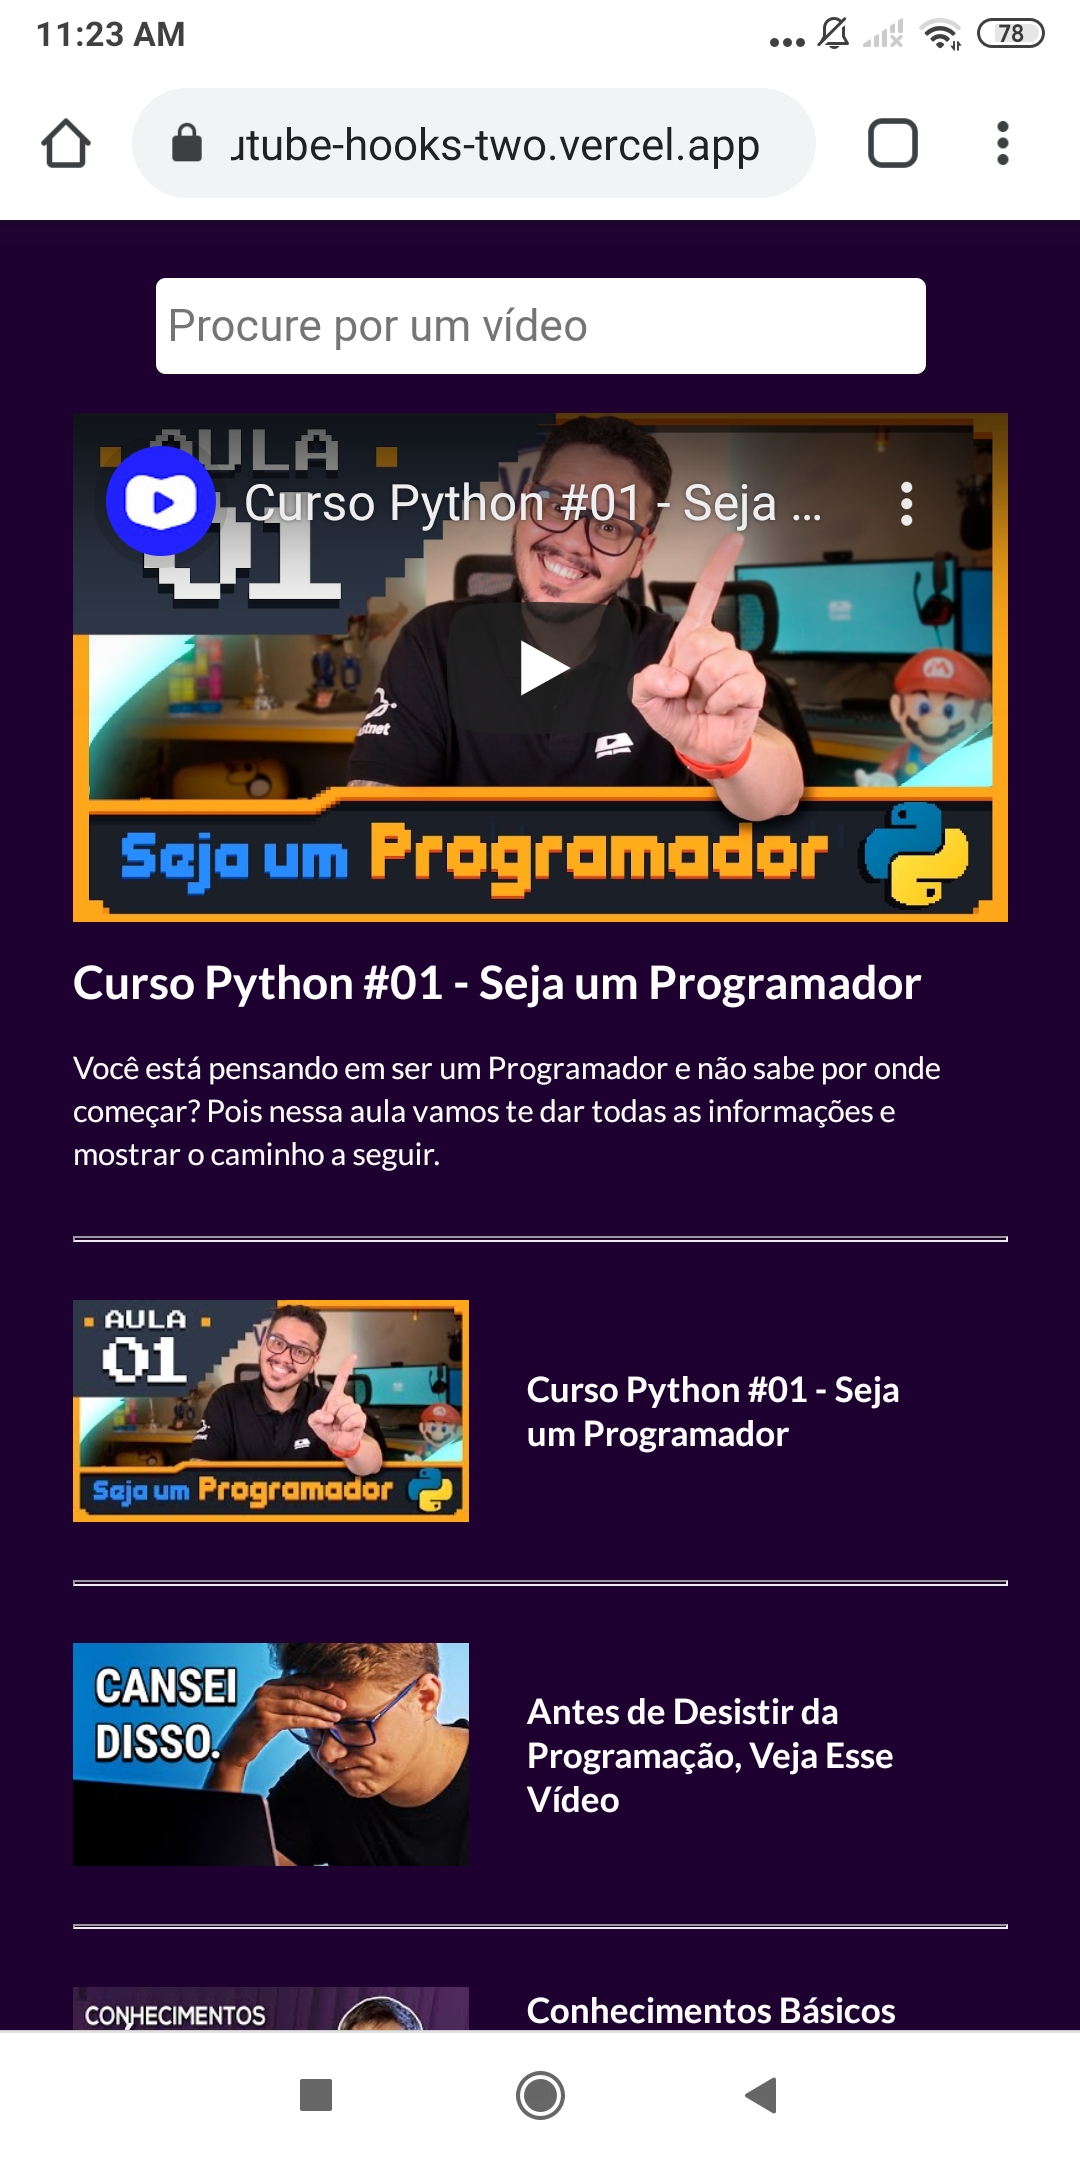 11:23 AM
78
utube-hooks-two.vercel.app
Procure por um vídeo
AULA
01
Curso Python #01 - Seja ...
stnet
Seja um Programador
Curso Python #01 - Seja um Programador
Você está pensando em ser um Programador e não sabe por onde
começar? Pois nessa aula vamos te dar todas as informações e
mostrar o caminho a seguir.
AULA
01
Seja um Programador
Curso Python #01 - Seja
um Programador
CANSEI
DISSO.
Antes de Desistir da
Programação, Veja Esse
Vídeo
CONHECIMENTOS
Conhecimentos Básicos